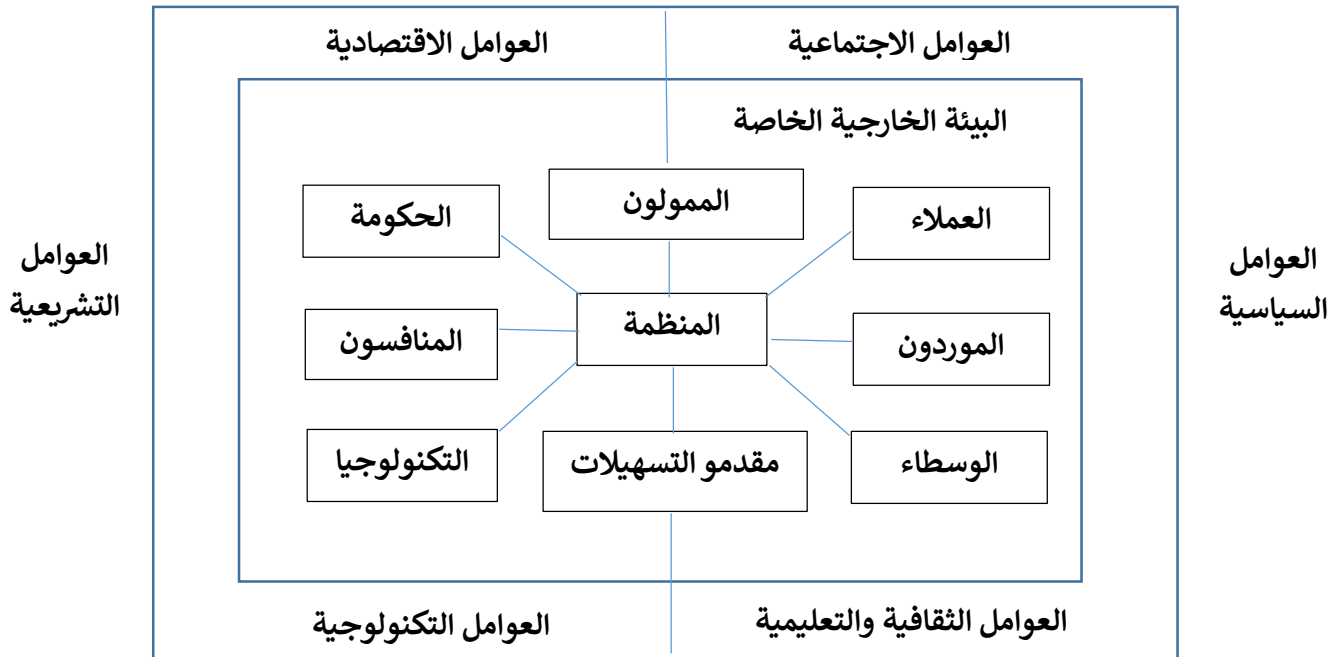 العوامل الاجتماعية
العوامل الاقتصادية
البيئة الخارجية الخاصة
العملاء
الممولون
الحكومة
العوامل
السياسية
العوامل
التشريعية
الموردون
المنظمة
المنافسون
الوسطاء
مقدمو التسهيلات
التكنولوجيا
العوامل الثقافية والتعليمية
العوامل التكنولوجية